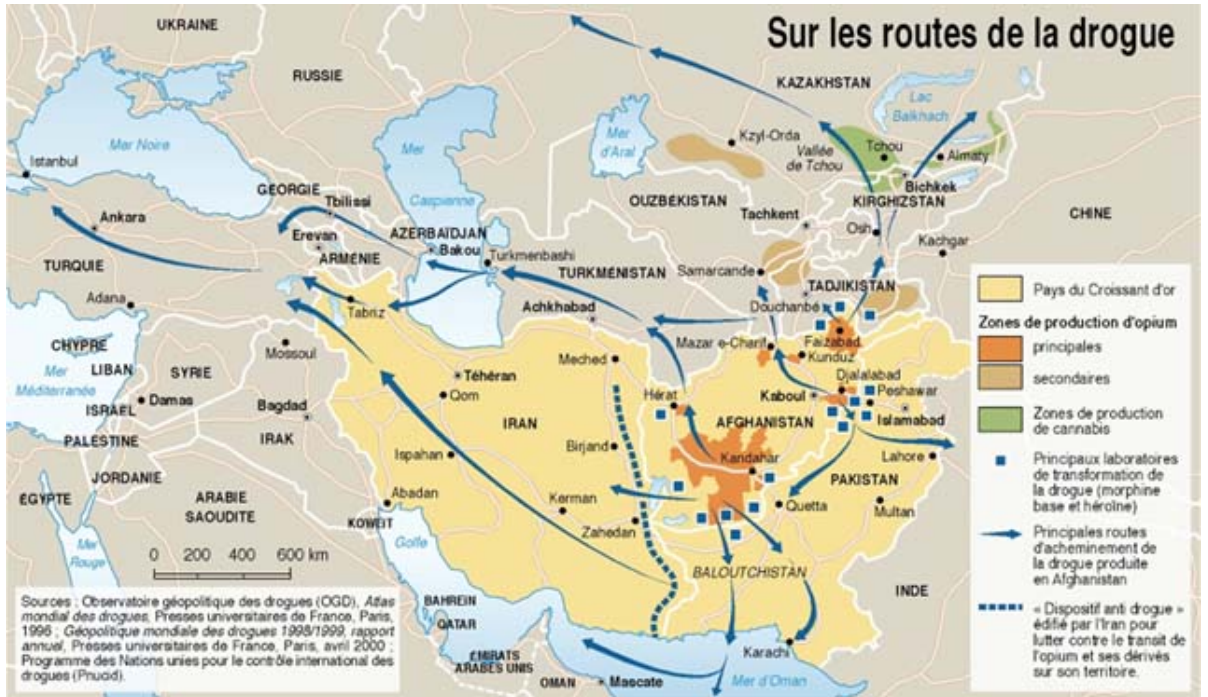 Sur les routes de la drogue
UKRAINE
RUSSIE
KAZAKHSTAN
Lac
Balkhach
Mer Noire
Mer
Caspienne
Mer
d'Aral
Kzyl-Orda
Vallée
de Tchou
Tchou
Almaty
Istanbul
GÉORGIE
Tbilissi
OUZBÉKISTAN
Bichkek
KIRGHIZSTAN
CHINE
Ankara
Erevan
AZERBAÏDJAN
Bakou
ARMÉNIE
Turkmenbashi
Tachkent
Osh
Kachgar
TURQUIE
TURKMÉNISTAN
Samarcande
TADJIKISTAN
Adana
Tabriz
Achkhabad
Douchanbé
CHYPRE
Mer
Méditerranée
LIBAN
SYRIE
Mossoul
Meched
Mazar e-Charif
Faizabad
Kunduz
Damas
Téhéran
Qom
Hérat
Kaboul
Djalalabad
Peshawar
Islamabad
ISRAËL
PALESTINE
Bagdad
IRAK
IRAN
Birjand
AFGHANISTAN
Ispahan
Kandahar
Lahore
JORDANIE
ÉGYPTE
ARABIE
SAOUDITE
Abadan
KOWEIT
Kerman
Zahedan
Quetta
PAKISTAN
Multan
Mer
Rouge
Golfe
BALOUTCHISTAN
INDE
BAHREIN
QATAR
ÉMIRATS
ARABES UNIS
OMAN
Mascate
Karachi
Mer d'Oman
0 200 400 600 km
Sources : Observatoire géopolitique des drogues (OGD), Atlas
mondial des drogues, Presses universitaires de France, Paris,
1996 ; Géopolitique mondiale des drogues 1998/1999, rapport
annuel, Presses universitaires de France, Paris, avril 2000 ;
Programme des Nations unies pour le contrôle international des
drogues (Pnucid).
Pays du Croissant d'or
Zones de production d'opium
principales
secondaires
Zones de production
de cannabis
Principaux laboratoires
de transformation de
la drogue (morphine
base et héroïne)
Principales routes
d'acheminement de
la drogue produite
en Afghanistan
« Dispositif anti drogue »
édifié par l'Iran pour
lutter contre le transit de
l'opium et ses dérivés
sur son territoire.